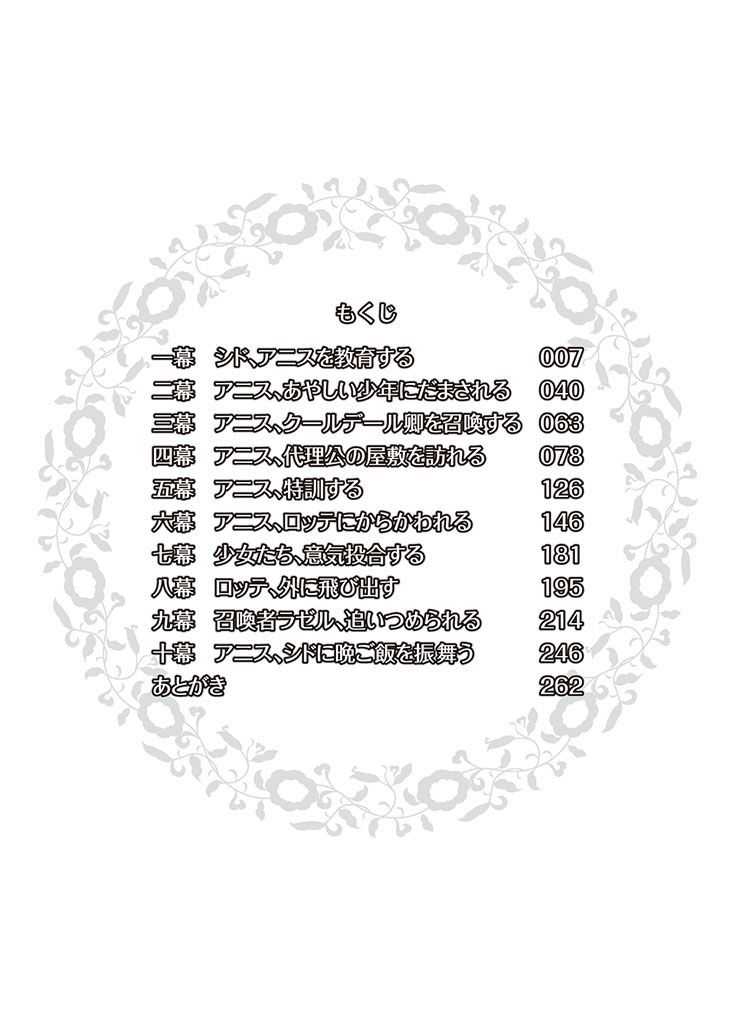 もくじ
一幕　シド、アニスを教育する　007
二幕　アニス、あやしい少年にだまされる　040
三幕　アニス、クールデール卿を召喚する　063
四幕　アニス、代理公の屋敷を訪れる　078
五幕　アニス、特訓する　126
六幕　アニス、ロッテにからかわれる　146
七幕　少女たち、意気投合する　181
八幕　ロッテ、外に飛び出す　195
九幕　召喚者ラゼル、追いつめられる　214
十幕　アニス、シドに晩ご飯を振舞う　246
あとがき　262